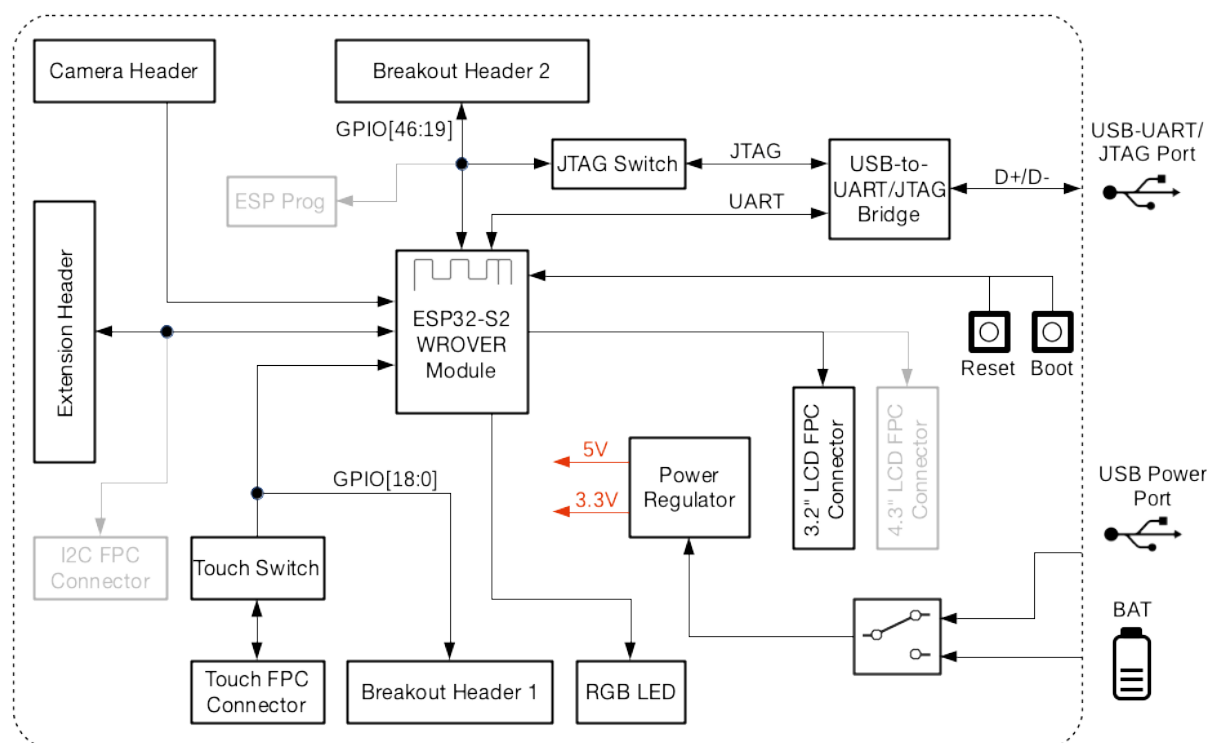 Camera Header
Breakout Header 2
GPIO[46:19]
USB-UART/
JTAG Port
JTAG Switch
JTAG
USB-to-
UART/JTAG
Bridge
D+/D-
ESP Prog
UART
Extension Header
ESP32-S2
WROVER
Module
Reset
Boot
3.2" LCD FPC
Connector
4.3" LCD FPC
Connector
5V
3.3V
Power
Regulator
GPIO[18:0]
USB Power
Port
I2C FPC
Connector
Touch Switch
BAT
Touch FPC
Connector
Breakout Header 1
RGB LED